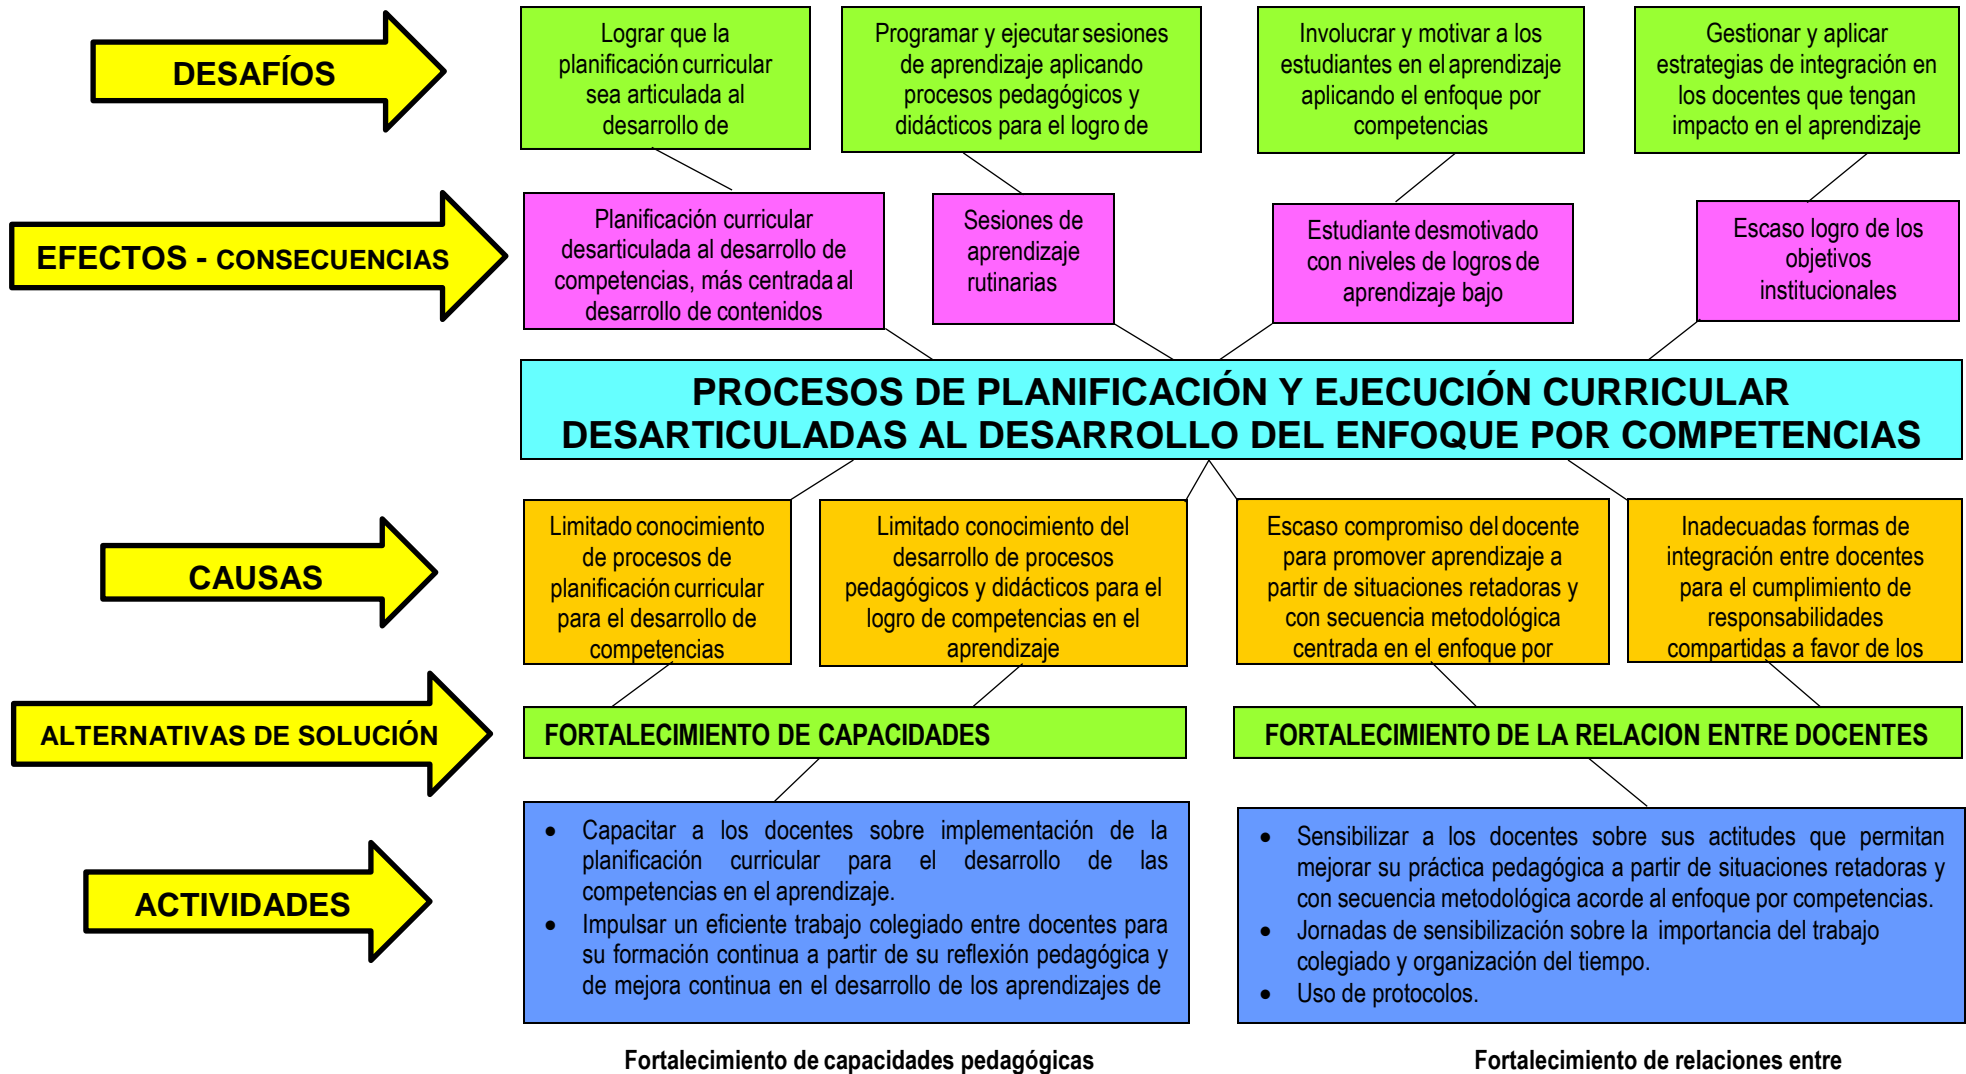 DESAFÍOS
Lograr que la
planificación curricular
sea articulada al
desarrollo de
Programar y ejecutar sesiones
de aprendizaje aplicando
procesos pedagógicos y
didácticos para el logro de
Involucrar y motivar a los
estudiantes en el aprendizaje
aplicando el enfoque por
competencias
Gestionar y aplicar
estrategias de integración en
los docentes que tengan
impacto en el aprendizaje
EFECTOS - CONSECUENCIAS
Planificación curricular
desarticulada al desarrollo de
competencias, más centrada al
desarrollo de contenidos
Sesiones de
aprendizaje
rutinarias
Estudiante desmotivado
con niveles de logros de
aprendizaje bajo
Escaso logro de los
objetivos
institucionales
PROCESOS DE PLANIFICACIÓN Y EJECUCIÓN CURRICULAR
DESARTICULADAS AL DESARROLLO DEL ENFOQUE POR COMPETENCIAS
CAUSAS
Limitado conocimiento
de procesos de
planificación curricular
para el desarrollo de
competencias
Limitado conocimiento del
desarrollo de procesos
pedagógicos y didácticos para el
logro de competencias en el
aprendizaje
Escaso compromiso del docente
para promover aprendizaje a
partir de situaciones retadoras y
con secuencia metodológica
centrada en el enfoque por
Inadecuadas formas de
integración entre docentes
para el cumplimiento de
responsabilidades
compartidas a favor de los
ALTERNATIVAS DE SOLUCIÓN
FORTALECIMIENTO DE CAPACIDADES
FORTALECIMIENTO DE LA RELACION ENTRE DOCENTES
ACTIVIDADES
• Capacitar a los docentes sobre implementación de la
planificación curricular para el desarrollo de las
competencias en el aprendizaje.
• Impulsar un eficiente trabajo colegiado entre docentes para
su formación continua a partir de su reflexión pedagógica y
de mejora continua en el desarrollo de los aprendizajes de
• Sensibilizar a los docentes sobre sus actitudes que permitan
mejorar su práctica pedagógica a partir de situaciones retadoras y
con secuencia metodológica acorde al enfoque por competencias.
• Jornadas de sensibilización sobre la importancia del trabajo
colegiado y organización del tiempo.
• Uso de protocolos.
Fortalecimiento de capacidades pedagógicas
Fortalecimiento de relaciones entre